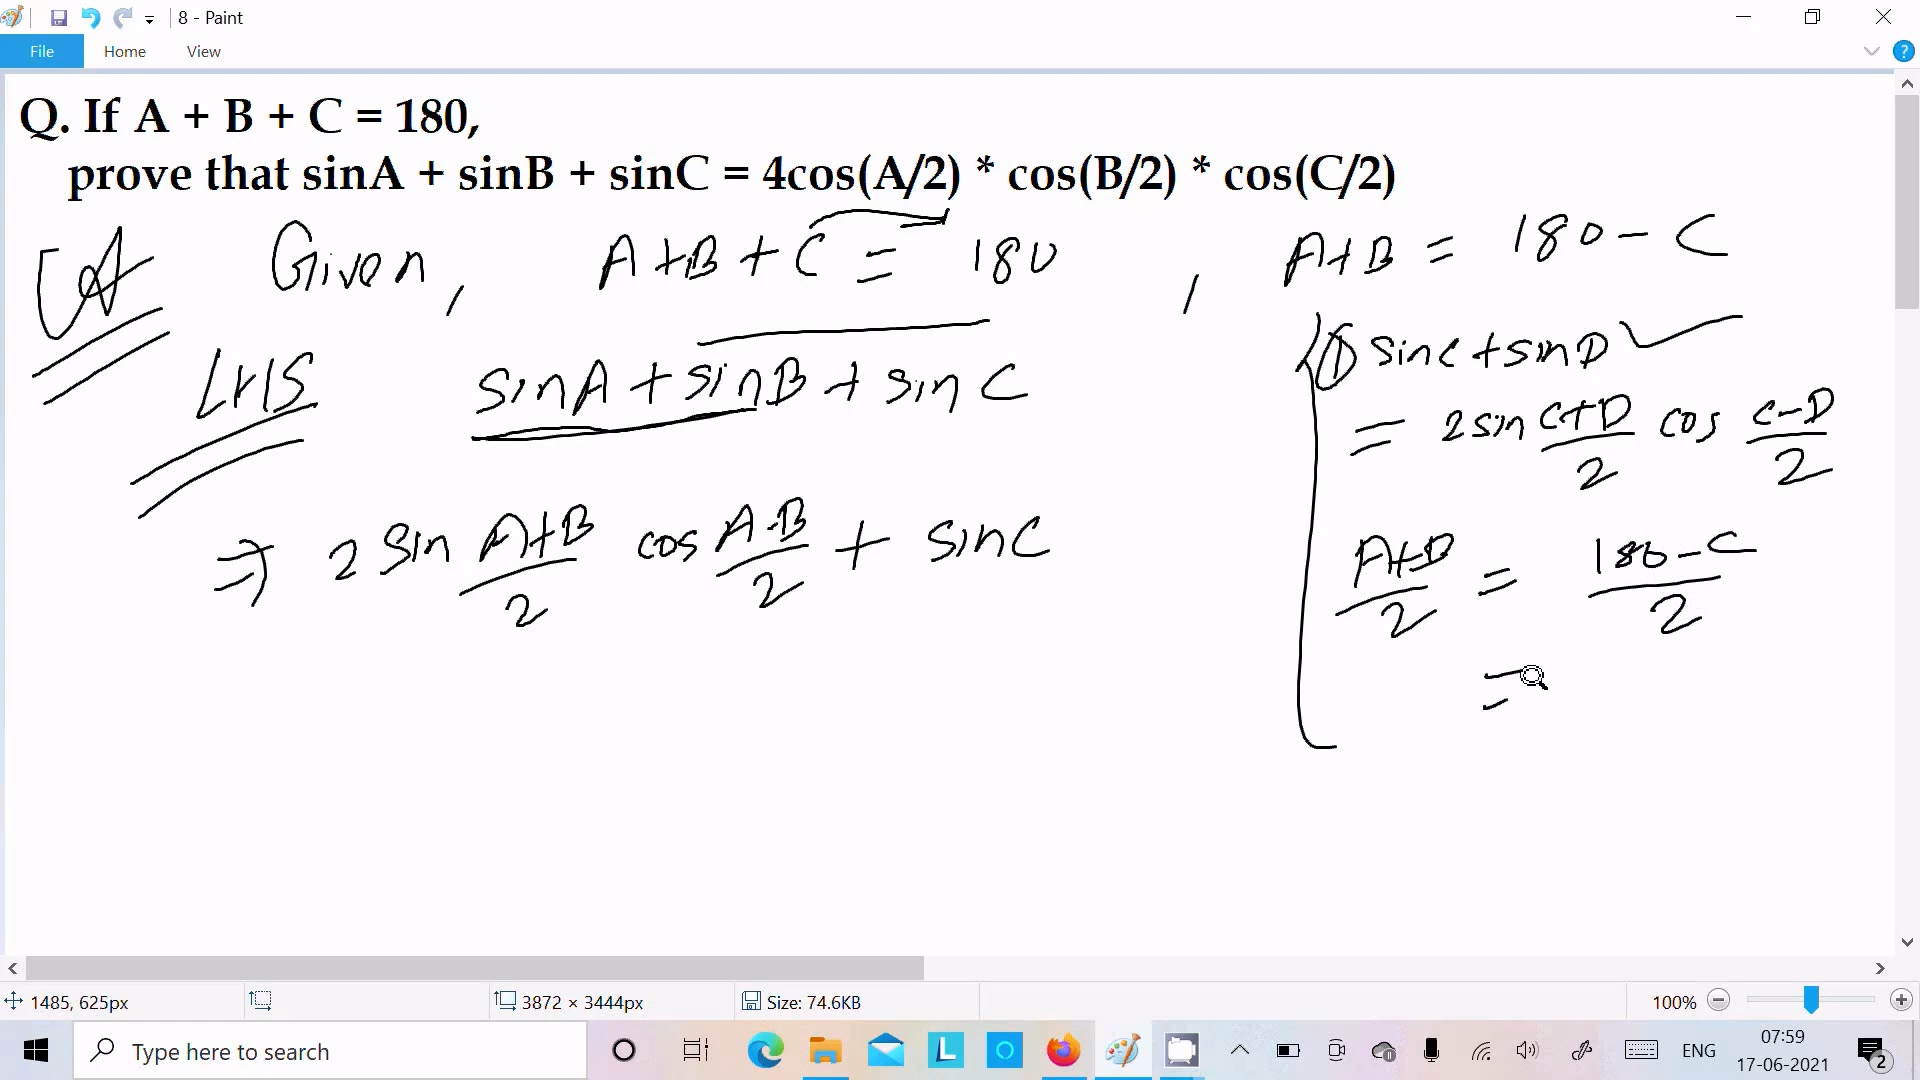 8 - Paint
File Home View
Q. If A + B + C = 180,
prove that sinA + sinB + sinC = 4cos(A/2) * cos(B/2) * cos(C/2)
Given, A+B+C = 180 , A+B = 180-C
LHS sinA + sinB + sinC
① sinC + sinD
= 2sin C+D/2 cos C-D/2
⇒ 2 sin A+B/2 cos A-B/2 + sinC
A+B/2 = 180-C/2
=
1485, 625px 3872 × 3444px Size: 74.6KB 100%
Type here to search ENG 07:59
17-06-2021 2